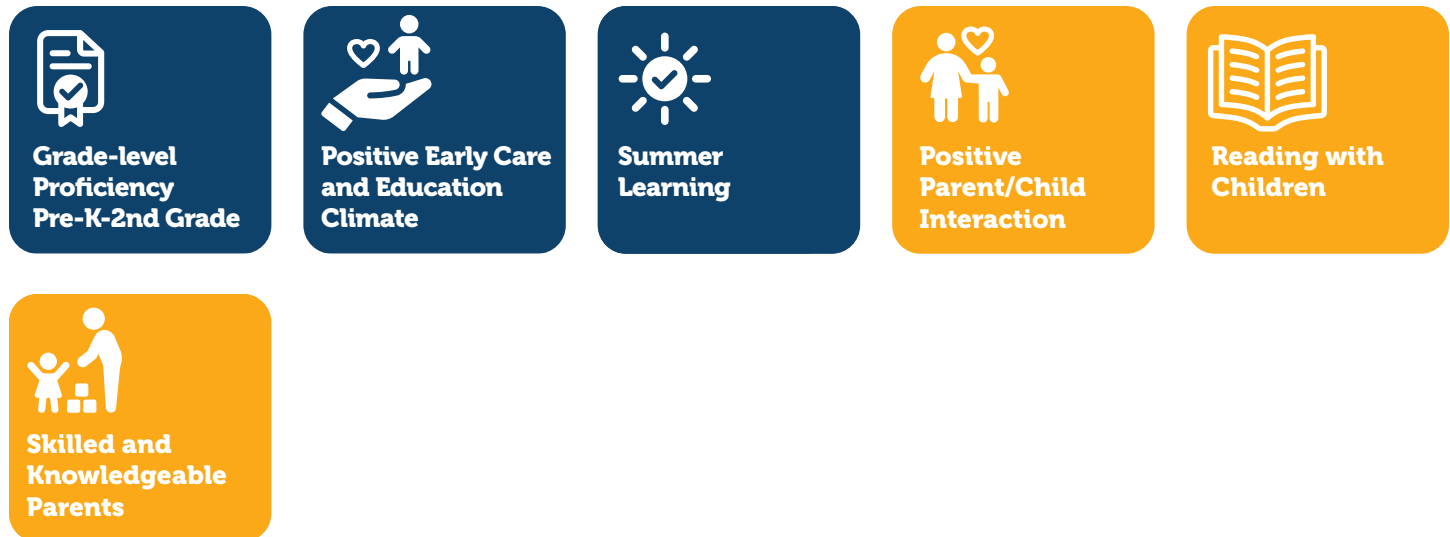 Grade-level
Proficiency
Pre-K-2nd Grade
Positive Early Care
and Education
Climate
Summer
Learning
Positive
Parent/Child
Interaction
Reading with
Children
Skilled and
Knowledgeable
Parents